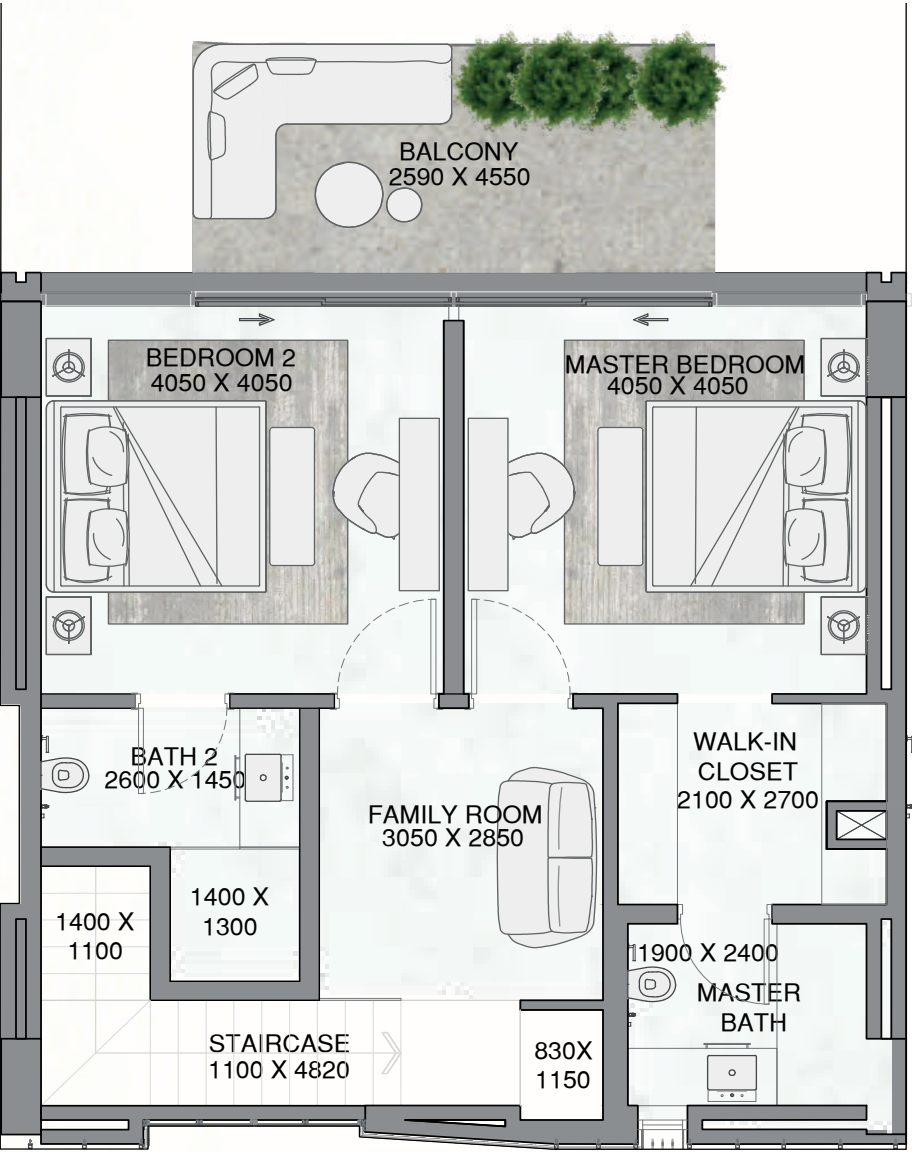 BALCONY
2590 X 4550
BEDROOM 2
4050 X 4050
MASTER BEDROOM
4050 X 4050
BATH 2
2600 X 1450
WALK-IN
CLOSET
2100 X 2700
FAMILY ROOM
3050 X 2850
1400 X
1300
1400 X
1100
1900 X 2400
MASTER
BATH
STAIRCASE
1100 X 4820
830X
1150